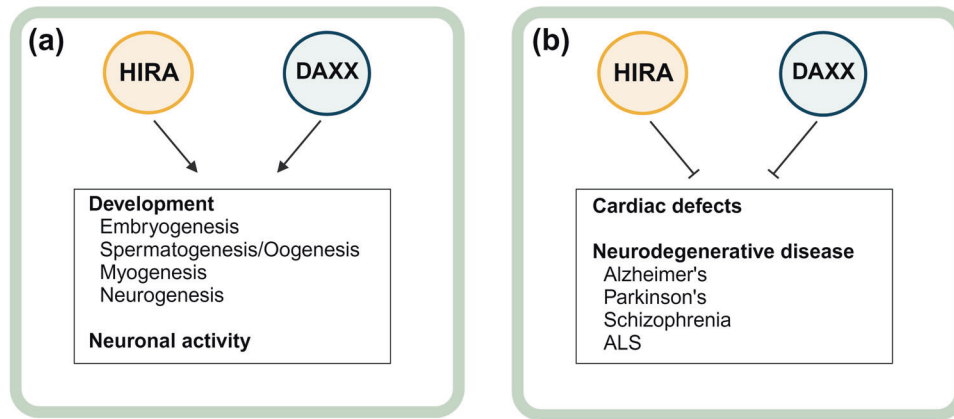 (a)
HIRA
DAXX
Development
Embryogenesis
Spermatogenesis/Oogenesis
Myogenesis
Neurogenesis
Neuronal activity
(b)
HIRA
DAXX
Cardiac defects
Neurodegenerative disease
Alzheimer's
Parkinson's
Schizophrenia
ALS